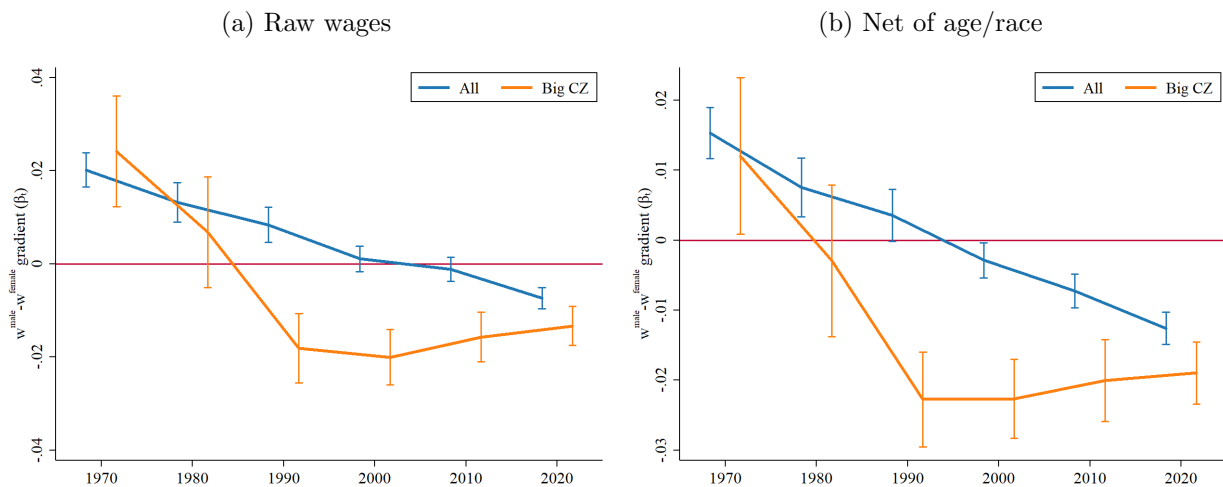 (a) Raw wages
w^male-w^female gradient (βt)
.04
.02
0
-.02
-.04
All
Big CZ
1970
1980
1990
2000
2010
2020
(b) Net of age/race
w^male-w^female gradient (βt)
.02
.01
0
-.01
-.02
-.03
All
Big CZ
1970
1980
1990
2000
2010
2020